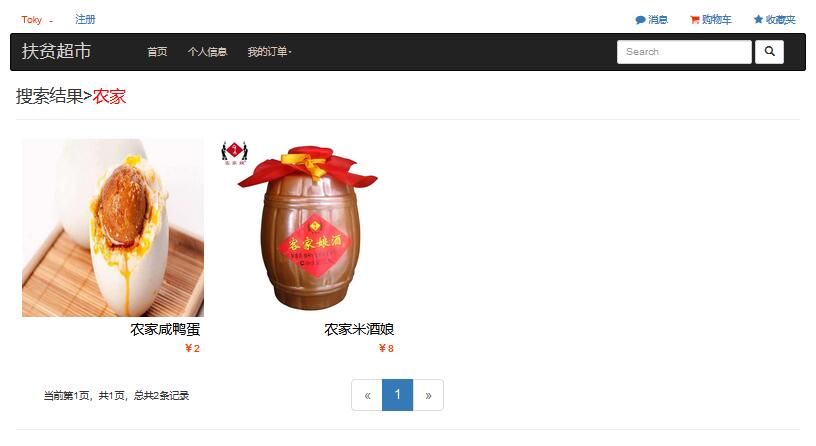 Toky 注册 消息 购物车 收藏夹
扶贫超市 首页 个人信息 我的订单 Search
搜索结果>农家
客家娘酒
农家咸鸭蛋 农家米酒娘
¥2 ¥8
当前第1页，共1页，总共2条记录 « 1 »